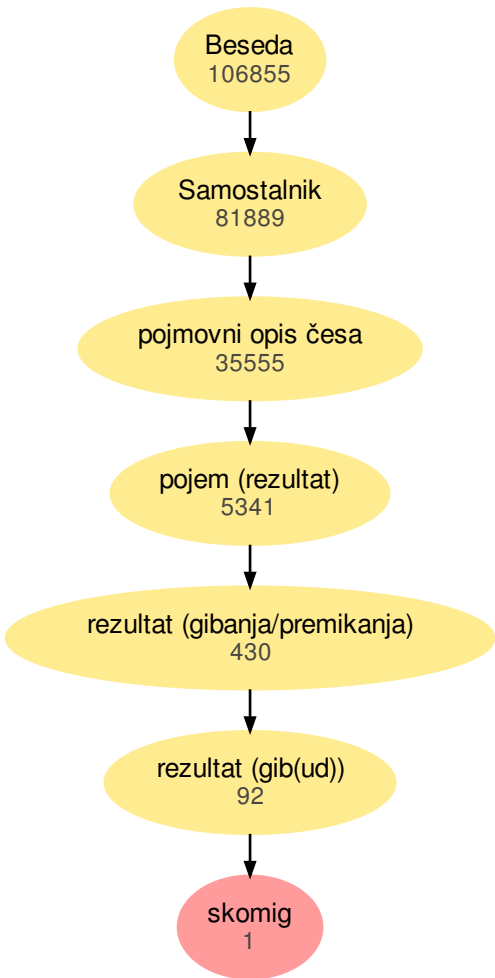 Beseda
106855
Samostalnik
81889
pojmovni opis česa
35555
pojem (rezultat)
5341
rezultat (gibanja/premikanja)
430
rezultat (gib(ud))
92
skomig
1